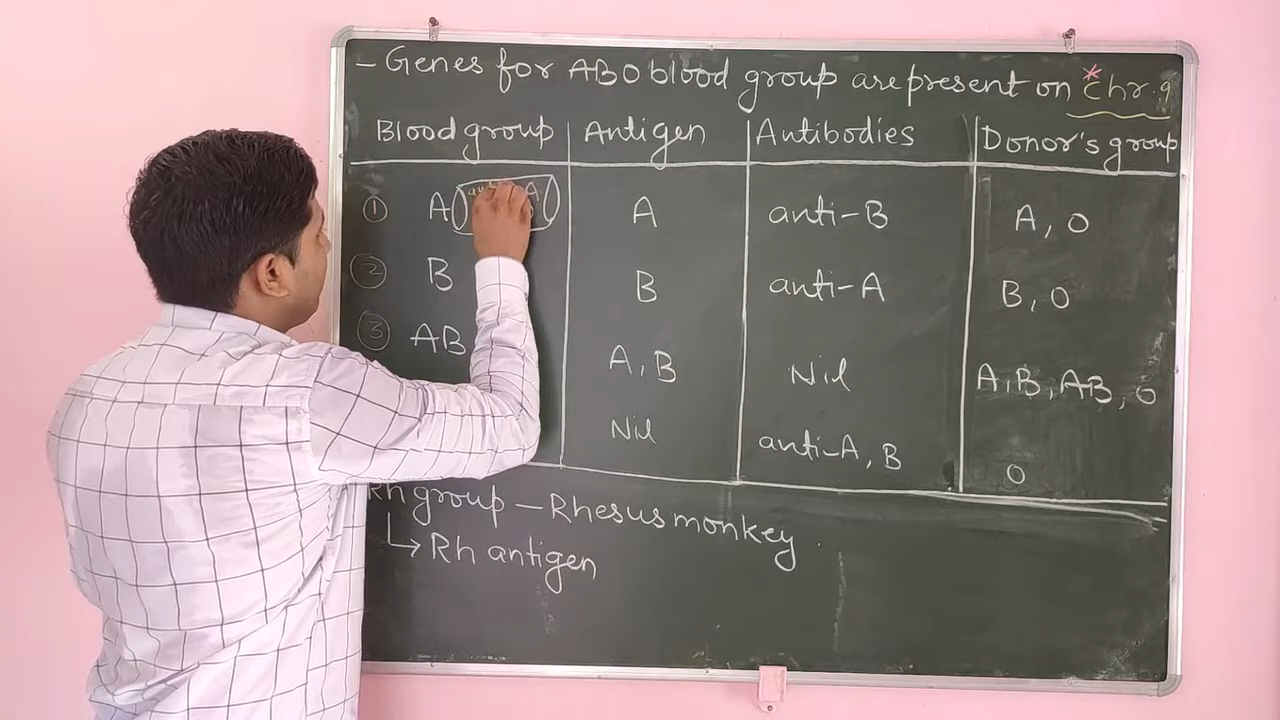 - Genes for ABO blood group are present on *Chr. 9
Blood group Antigen Antibodies Donor's group
① A A anti-B A, O
② B B anti-A B, O
③ AB A, B Nil A, B, AB, O
Nil anti-A, B O
Rh group - Rhesus monkey
↳ Rh antigen